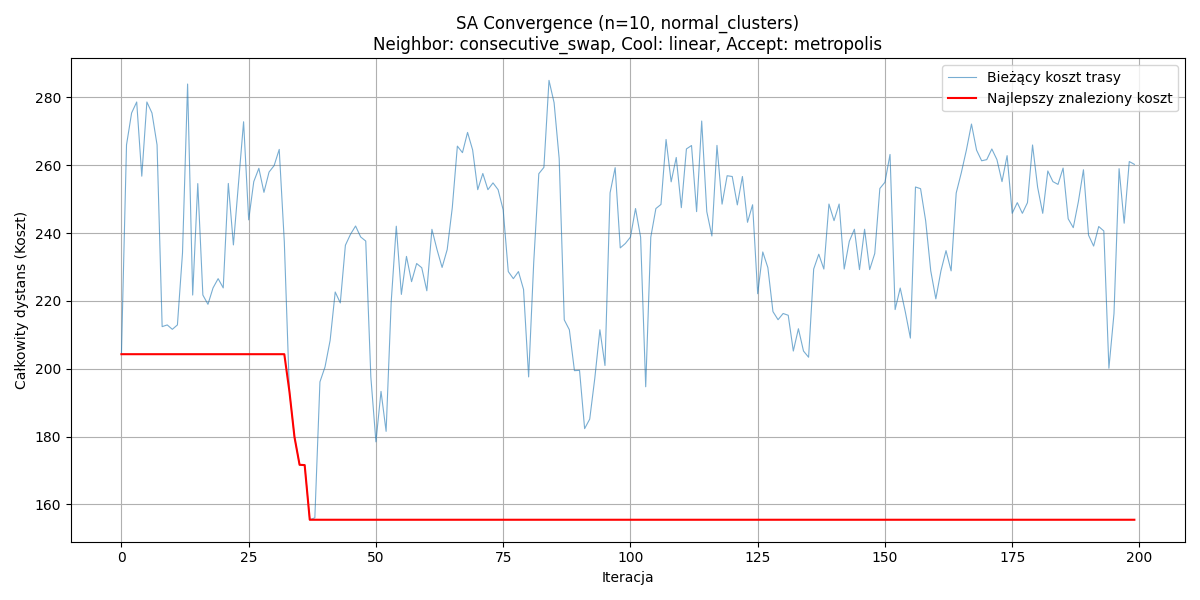 SA Convergence (n=10, normal_clusters)
Neighbor: consecutive_swap, Cool: linear, Accept: metropolis
Bieżący koszt trasy
Najlepszy znaleziony koszt
Całkowity dystans (Koszt)
280
260
240
220
200
180
160
0 25 50 75 100 125 150 175 200
Iteracja